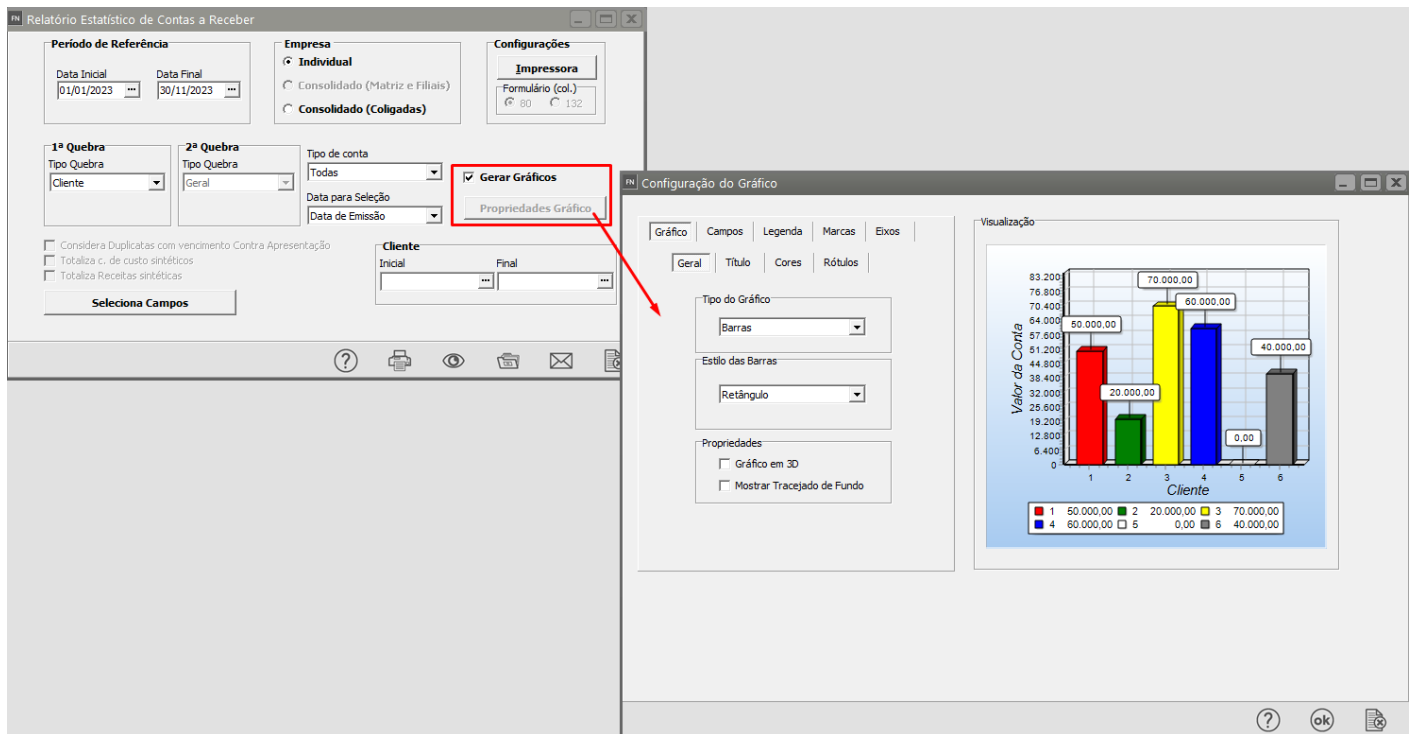 FN Relatório Estatístico de Contas a Receber
Período de Referência
Data Inicial Data Final
01/01/2023 ... 30/11/2023 ...
Empresa
Individual
Consolidado (Matriz e Filiais)
Consolidado (Coligadas)
Configurações
Impressora
Formulário (col.)
80 132
1ª Quebra
Tipo Quebra
Cliente
2ª Quebra
Tipo Quebra
Geral
Tipo de conta
Todas
Data para Seleção
Data de Emissão
Gerar Gráficos
Propriedades Gráfico
Considera Duplicatas com vencimento Contra Apresentação
Totaliza c. de custo sintéticos
Totaliza Receitas sintéticas
Seleciona Campos
Cliente
Inicial Final
... ...
?
FN Configuração do Gráfico
Gráfico Campos Legenda Marcas Eixos
Geral Título Cores Rótulos
Tipo do Gráfico
Barras
Estilo das Barras
Retângulo
Propriedades
Gráfico em 3D
Mostrar Tracejado de Fundo
Visualização
Valor da Conta
83.200
76.800
70.400
64.000
57.600
51.200
44.800
38.400
32.000
25.600
19.200
12.800
6.400
0
50.000,00
20.000,00
70.000,00
60.000,00
0,00
40.000,00
1 2 3 4 5 6
Cliente
1 50.000,00 2 20.000,00 3 70.000,00
4 60.000,00 5 0,00 6 40.000,00
? ok